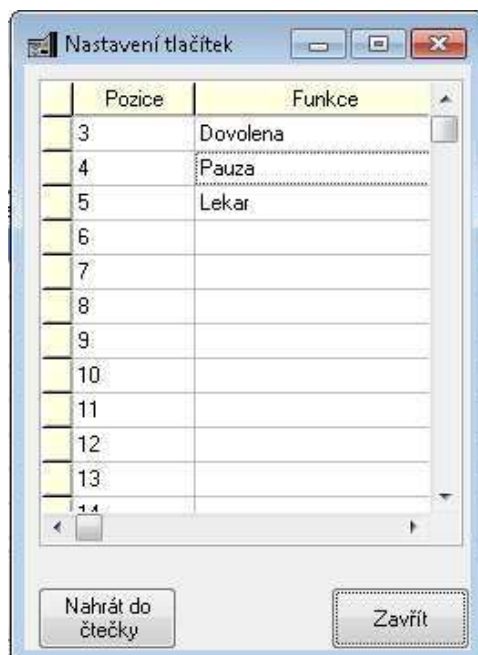 Nastavení tlačítek
Pozice Funkce
3 Dovolena
4 Pauza
5 Lekar
6
7
8
9
10
11
12
13
14
Nahrát do
čtečky
Zavřít